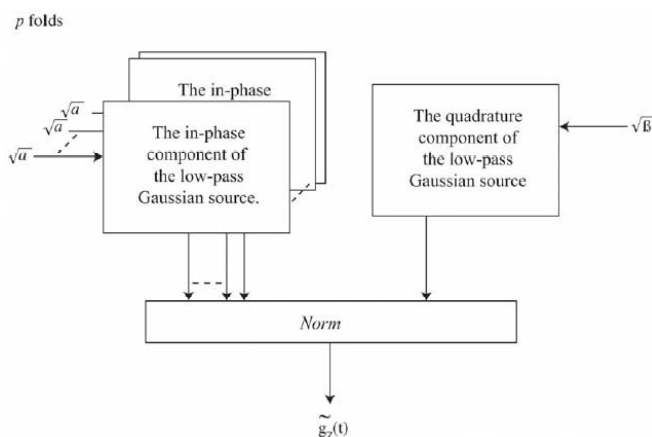 p folds
The in-phase
√a
√a
√a
The in-phase
component of
the low-pass
Gaussian source.
The quadrature
component of
the low-pass
Gaussian source
√ß
Norm
g̃z(t)